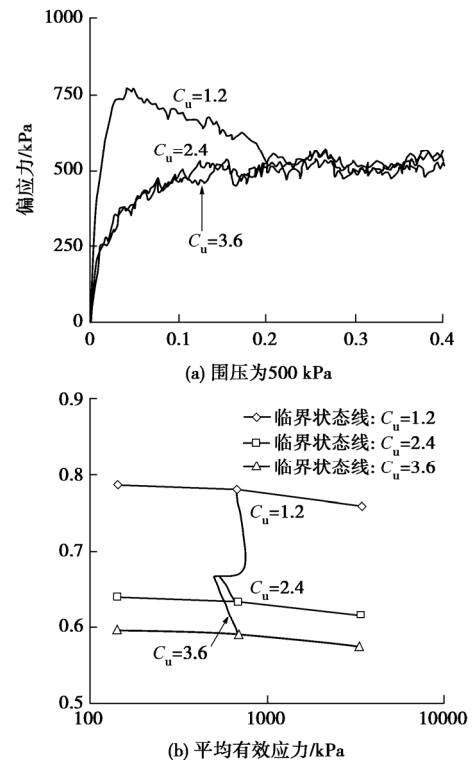 1000
750
500
250
0
偏应力/kPa
C_u=1.2
C_u=2.4
C_u=3.6
0 0.1 0.2 0.3 0.4
(a) 围压为500 kPa
0.9
0.8
0.7
0.6
0.5
临界状态线: C_u=1.2
临界状态线: C_u=2.4
临界状态线: C_u=3.6
C_u=1.2
C_u=2.4
C_u=3.6
100 1000 10000
(b) 平均有效应力/kPa